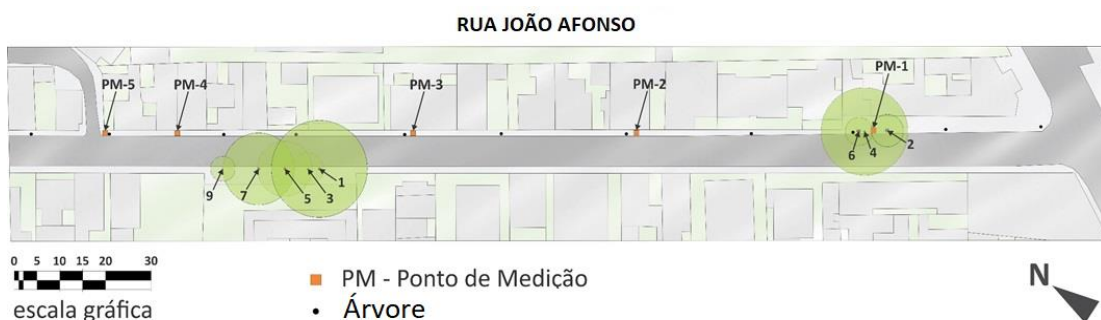 RUA JOÃO AFONSO
PM-5
PM-4
PM-3
PM-2
PM-1
6
4
2
9
7
5
3
1
0 5 10 15 20 30
escala gráfica
PM - Ponto de Medição
Árvore
N